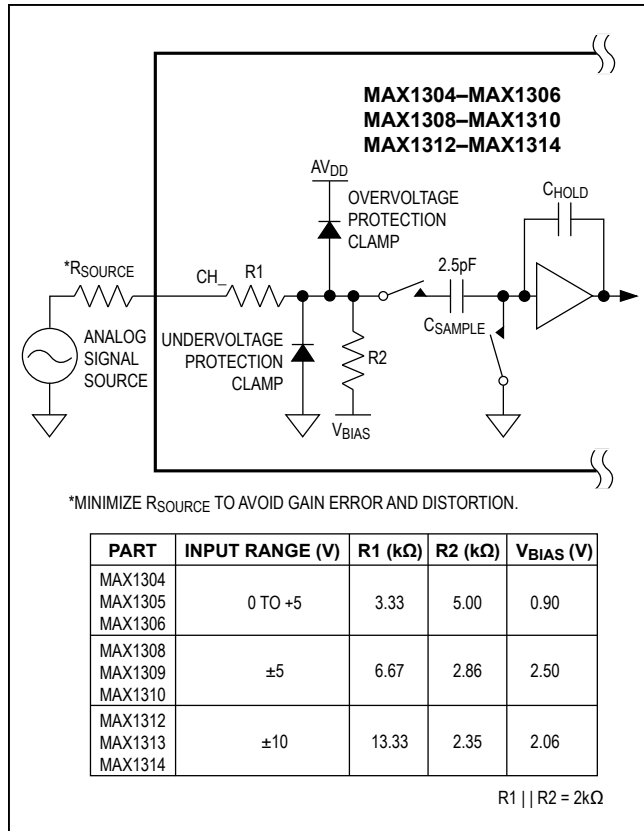 MAX1304–MAX1306
MAX1308–MAX1310
MAX1312–MAX1314
AVDD
OVERVOLTAGE
PROTECTION
CLAMP
CHOLD
*RSOURCE
CH_
R1
2.5pF
ANALOG
SIGNAL
SOURCE
UNDERVOLTAGE
PROTECTION
CLAMP
R2
CSAMPLE
VBIAS
*MINIMIZE RSOURCE TO AVOID GAIN ERROR AND DISTORTION.
PART INPUT RANGE (V) R1 (kΩ) R2 (kΩ) VBIAS (V)
MAX1304
MAX1305
MAX1306
0 TO +5 3.33 5.00 0.90
MAX1308
MAX1309
MAX1310
±5 6.67 2.86 2.50
MAX1312
MAX1313
MAX1314
±10 13.33 2.35 2.06
R1 | | R2 = 2kΩ